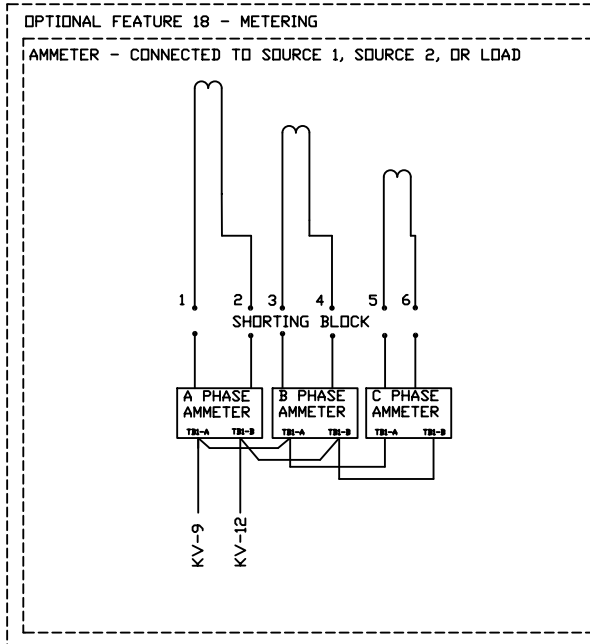 OPTIONAL FEATURE 18 - METERING
AMMETER - CONNECTED TO SOURCE 1, SOURCE 2, OR LOAD
1 2 3 4 5 6
SHORTING BLOCK
A PHASE
AMMETER
TB1-A TB1-B
B PHASE
AMMETER
TB1-A TB1-B
C PHASE
AMMETER
TB1-A TB1-B
KV-9
KV-12